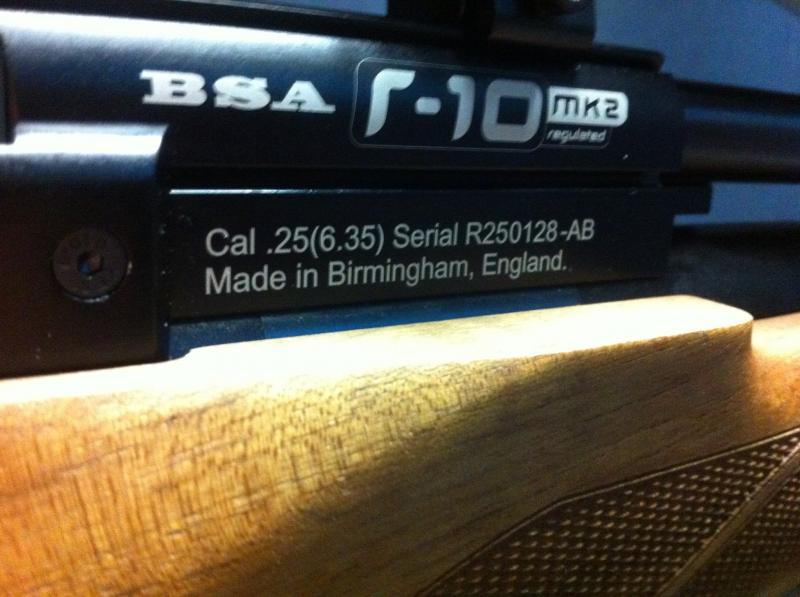 BSA r-10 mk2
regulated
Cal .25(6.35) Serial R250128-AB
Made in Birmingham, England.